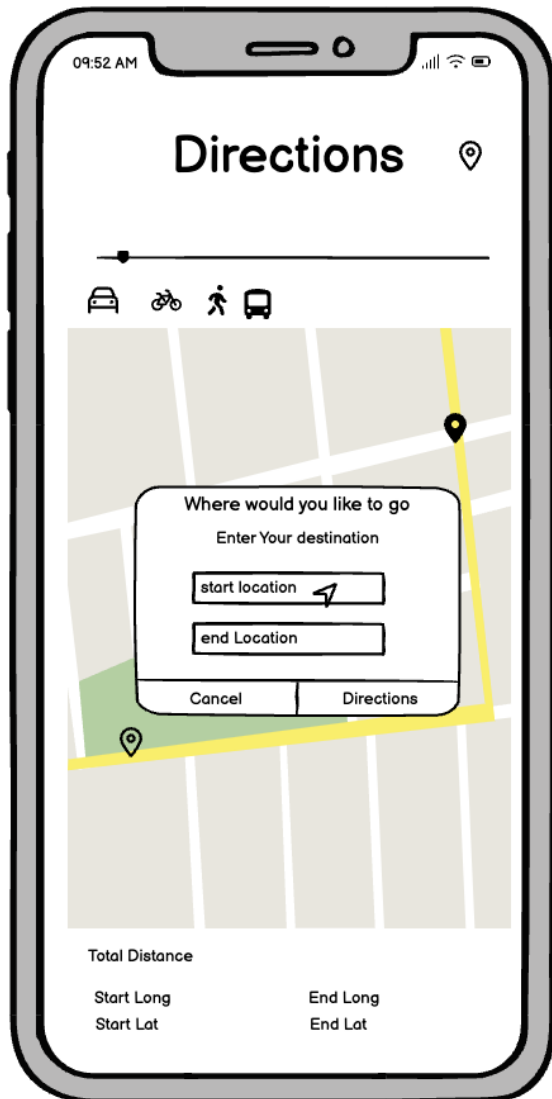 09:52 AM
Directions
Where would you like to go
Enter Your destination
start location
end Location
Cancel Directions
Total Distance
Start Long End Long
Start Lat End Lat